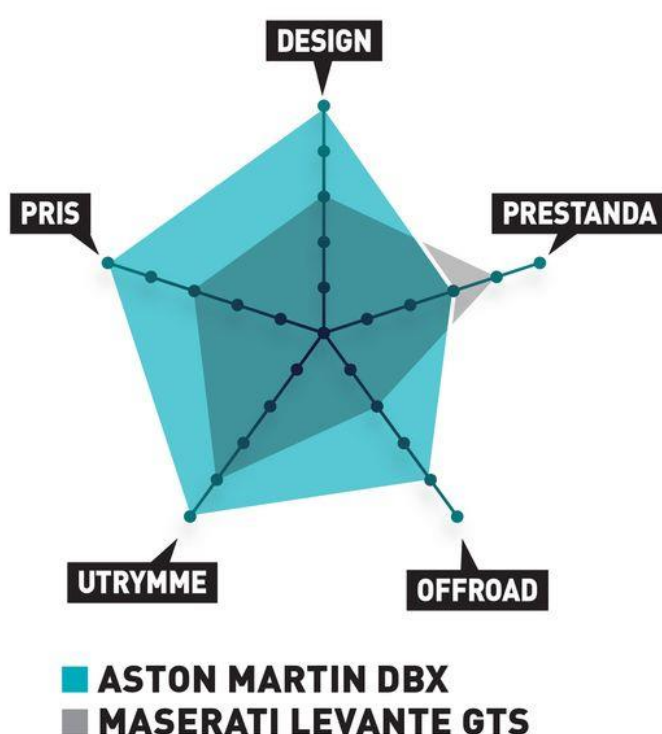 DESIGN
PRIS
PRESTANDA
UTRYMME
OFFROAD
ASTON MARTIN DBX
MASERATI LEVANTE GTS